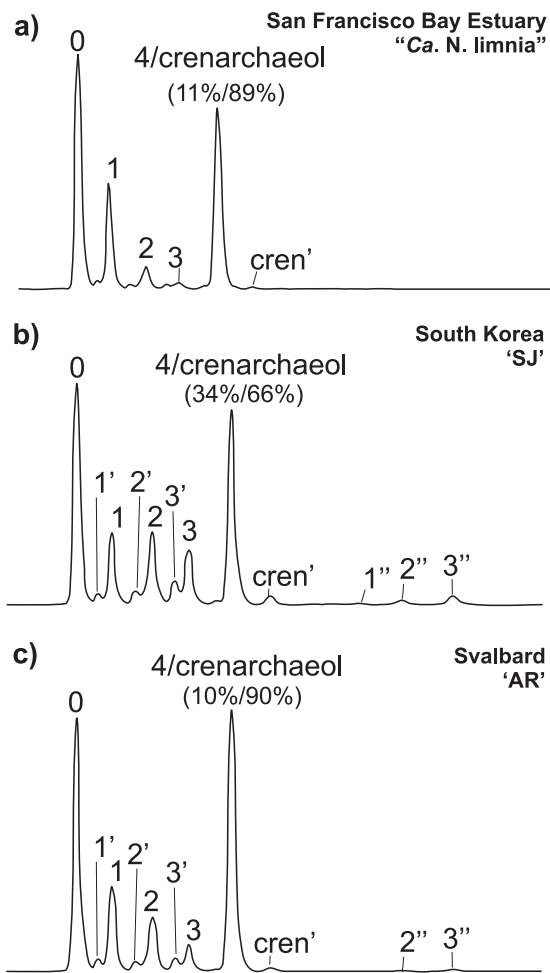 a)
San Francisco Bay Estuary
“Ca. N. limnia”
0
4/crenarchaeol
(11%/89%)
1
2
3
cren’
b)
South Korea
‘SJ’
0
4/crenarchaeol
(34%/66%)
1’
2’
3’
1
2
3
cren’
1’’
2’’
3’’
c)
Svalbard
‘AR’
0
4/crenarchaeol
(10%/90%)
1’
2’
3’
1
2
3
cren’
2’’
3’’